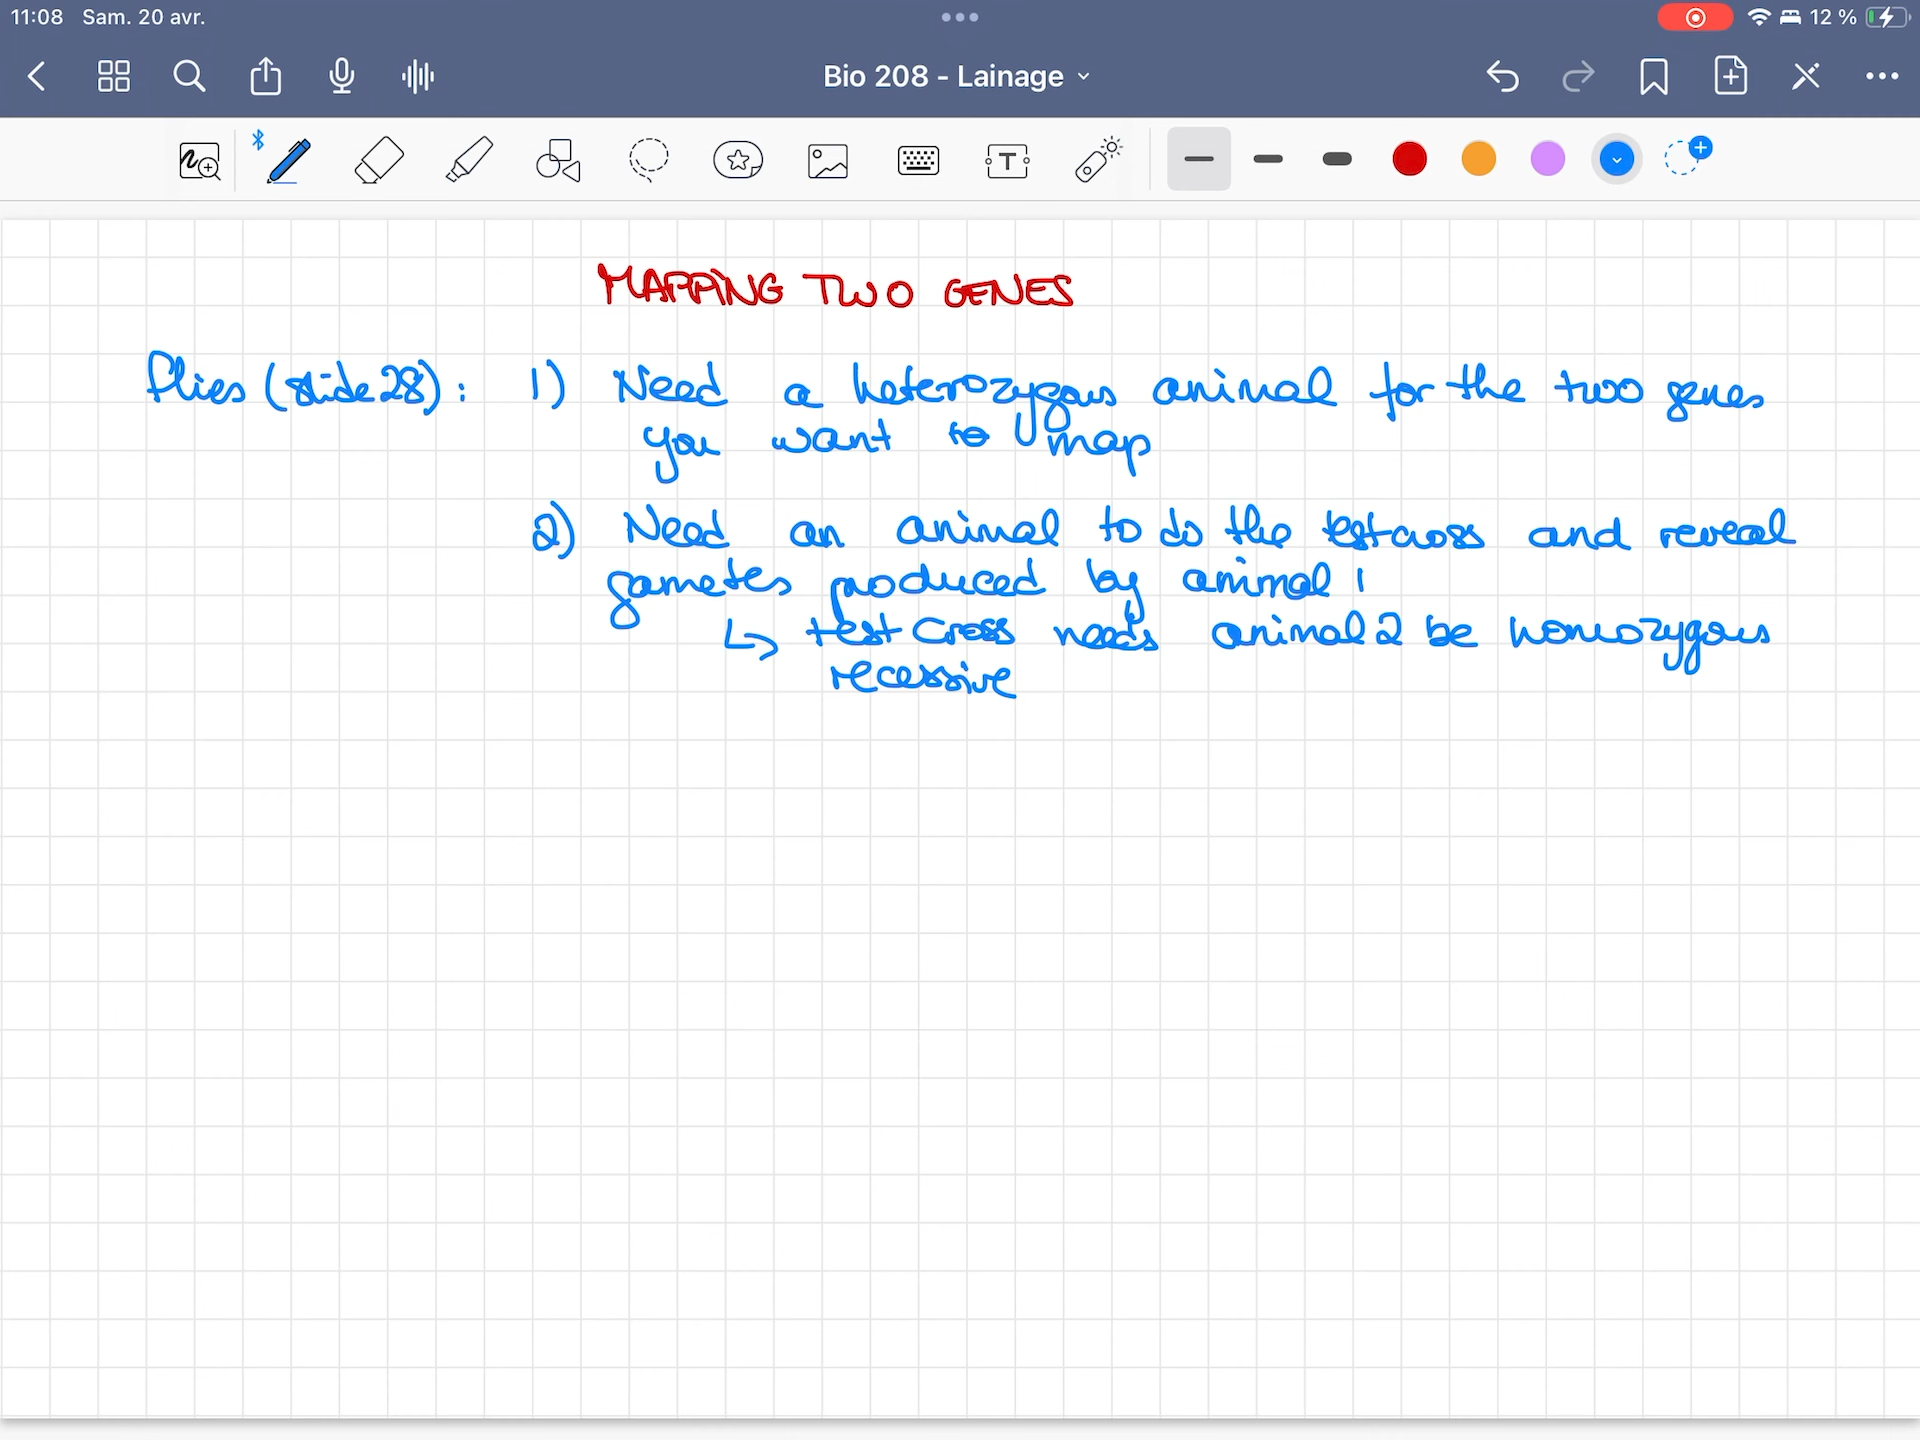 11:08 Sam. 20 avr.
12 %
Bio 208 - Lainage
MAPPING TWO GENES
flies (slide 28) : 1) Need a heterozygous animal for the two genes
you want to map
2) Need an animal to do the testcross and reveal
gametes produced by animal 1
↳ test cross needs animal 2 be homozygous
recessive